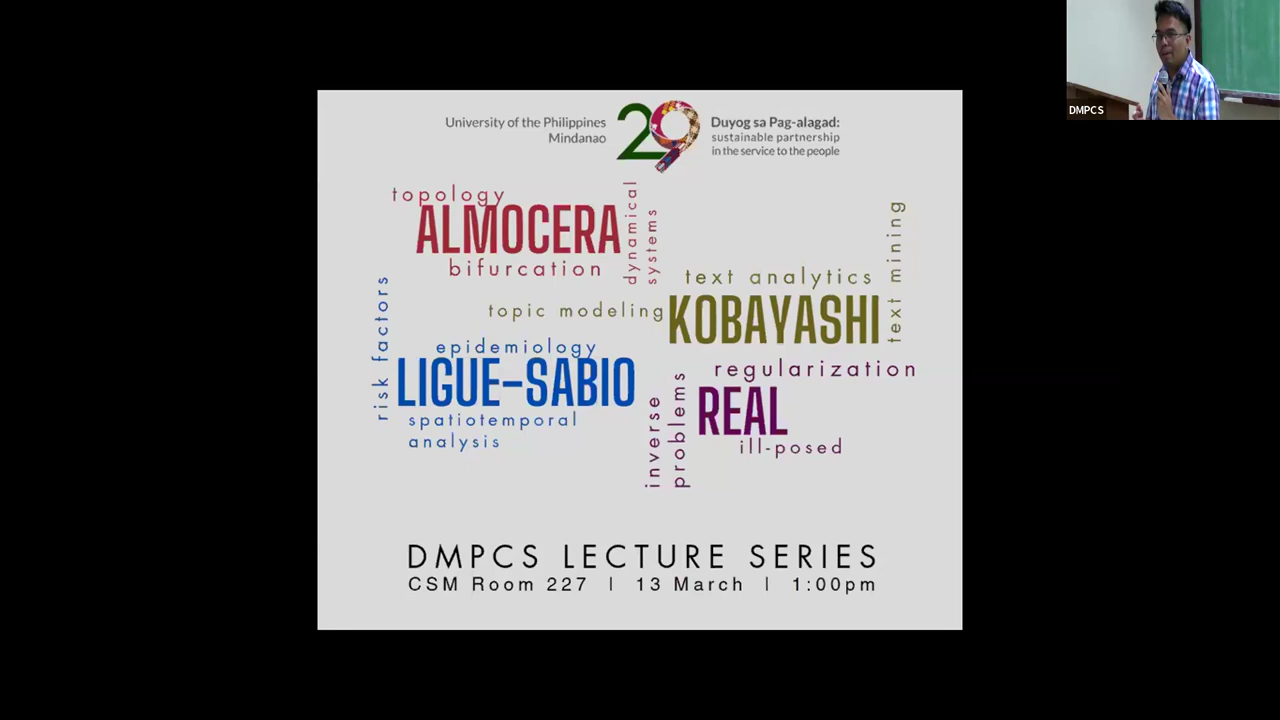 University of the Philippines
Mindanao
29
Duyog sa Pag-alagad:
sustainable partnership
in the service to the people
topology
ALMOCERA
bifurcation
dynamical
systems
text mining
text analytics
topic modeling
KOBAYASHI
risk factors
epidemiology
LIGUE-SABIO
spatiotemporal
analysis
regularization
inverse
problems
REAL
ill-posed
DMPCS LECTURE SERIES
CSM Room 227 | 13 March | 1:00pm
DMPCS